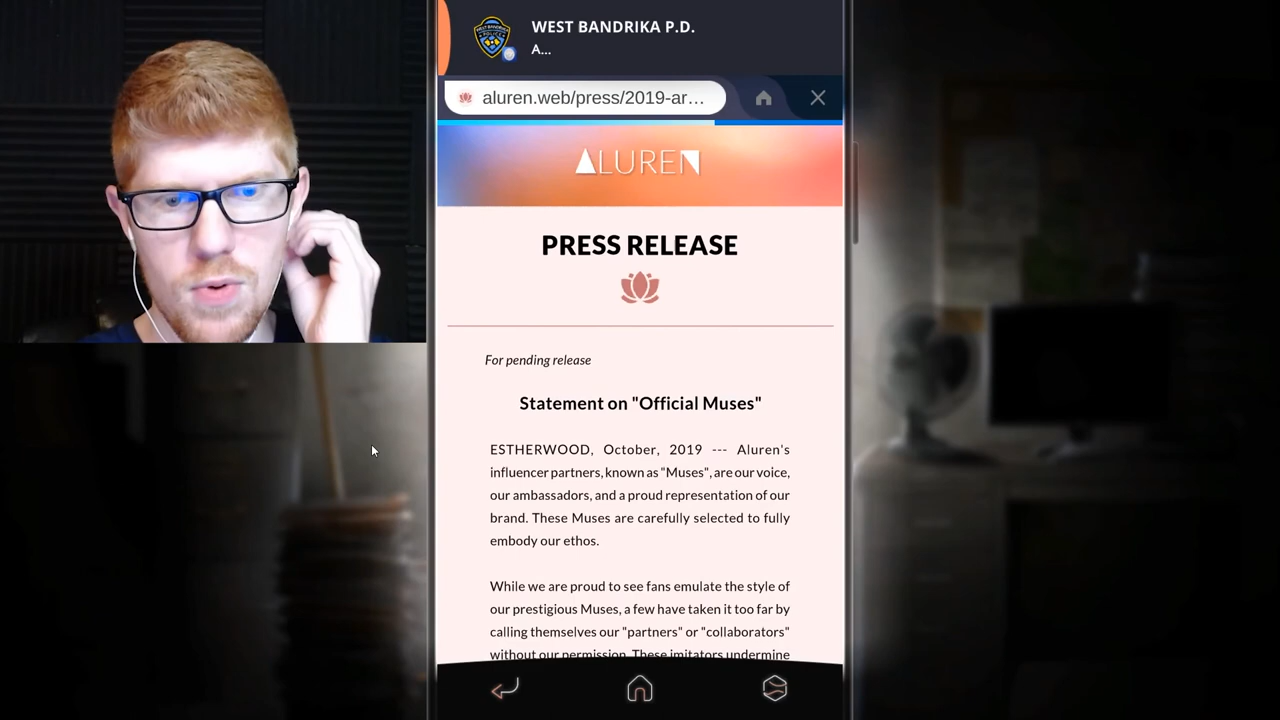 WEST BANDRIKA P.D.
A...
aluren.web/press/2019-ar...
ALUREN
PRESS RELEASE
For pending release
Statement on "Official Muses"
ESTHERWOOD, October, 2019 --- Aluren's
influencer partners, known as "Muses", are our voice,
our ambassadors, and a proud representation of our
brand. These Muses are carefully selected to fully
embody our ethos.
While we are proud to see fans emulate the style of
our prestigious Muses, a few have taken it too far by
calling themselves our "partners" or "collaborators"
without our permission. These imitators undermine